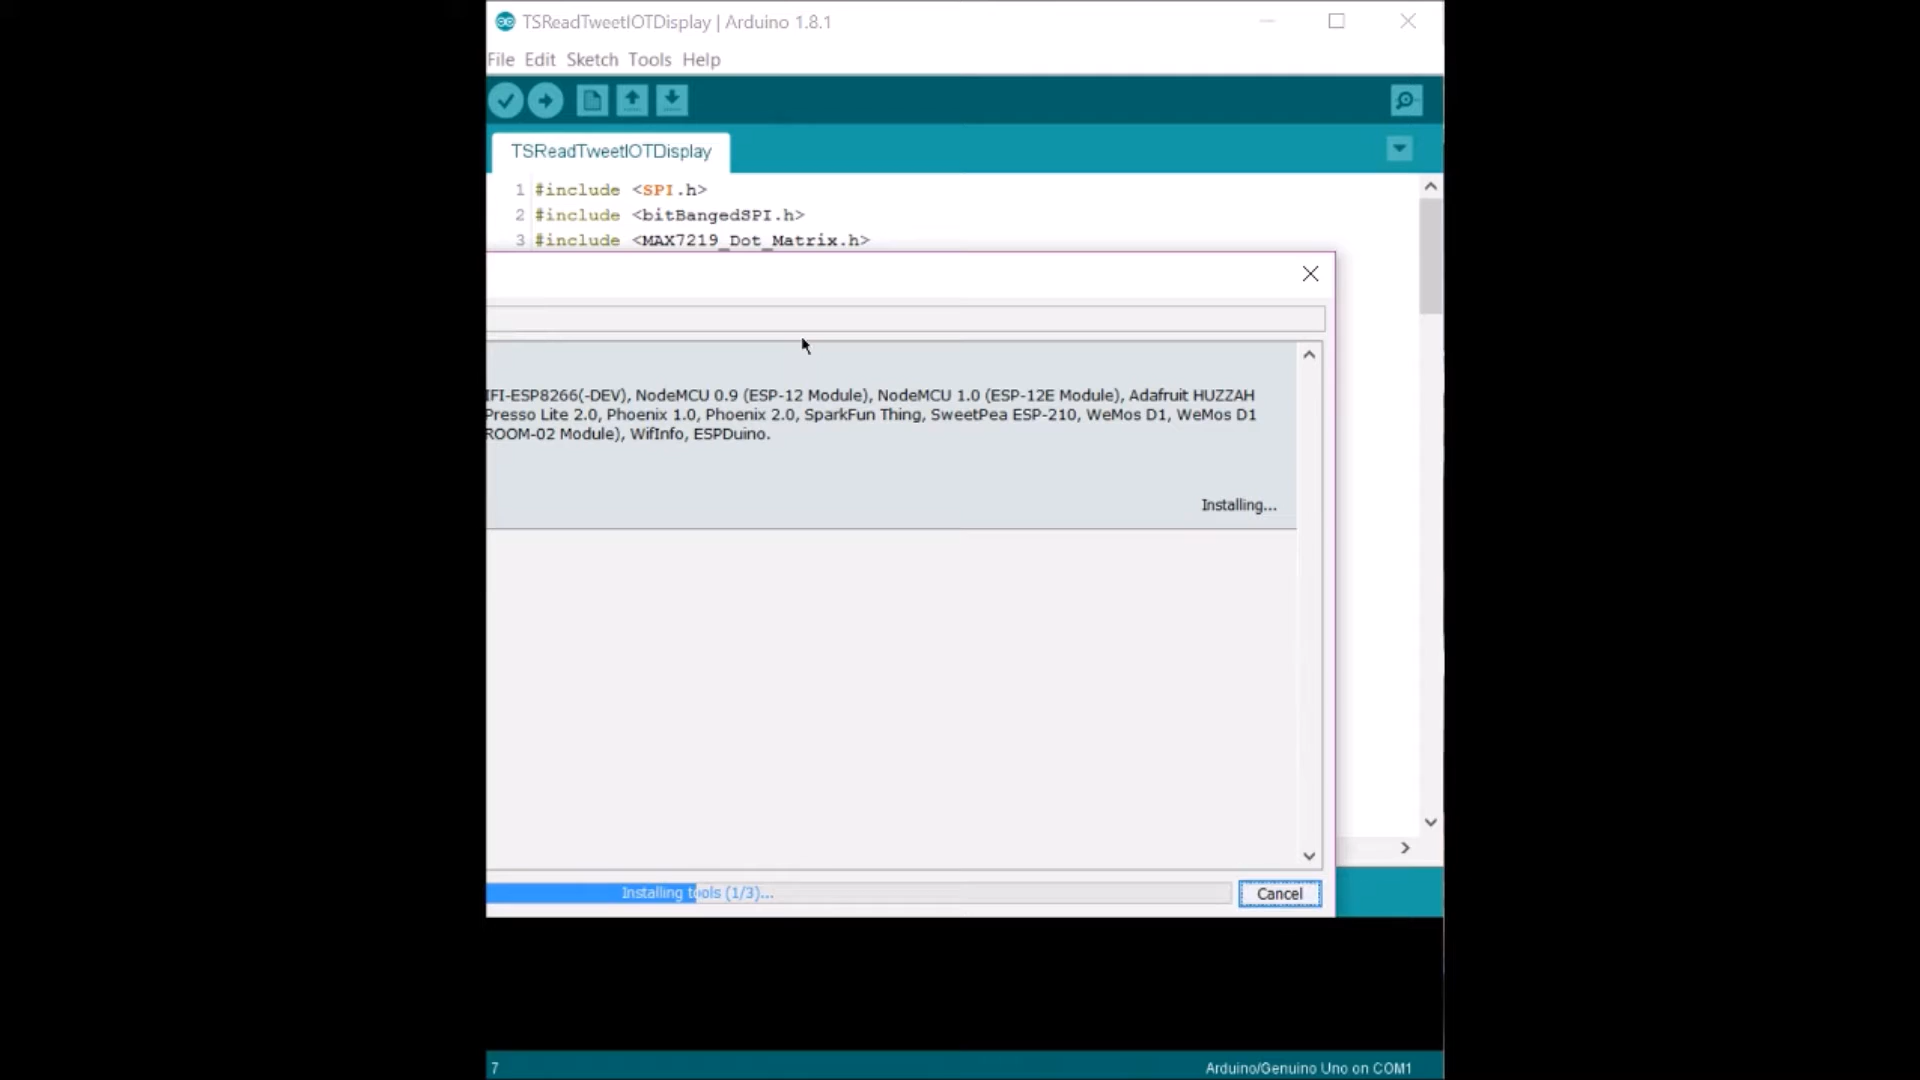 TSReadTweetIOTDisplay | Arduino 1.8.1
File Edit Sketch Tools Help
TSReadTweetIOTDisplay
1 #include <SPI.h>
2 #include <bitBangedSPI.h>
3 #include <MAX7219_Dot_Matrix.h>
IFI-ESP8266(-DEV), NodeMCU 0.9 (ESP-12 Module), NodeMCU 1.0 (ESP-12E Module), Adafruit HUZZAH
Presso Lite 2.0, Phoenix 1.0, Phoenix 2.0, SparkFun Thing, SweetPea ESP-210, WeMos D1, WeMos D1
ROOM-02 Module), WifInfo, ESPDuino.
Installing...
Installing tools (1/3)...
Cancel
7
Arduino/Genuino Uno on COM1